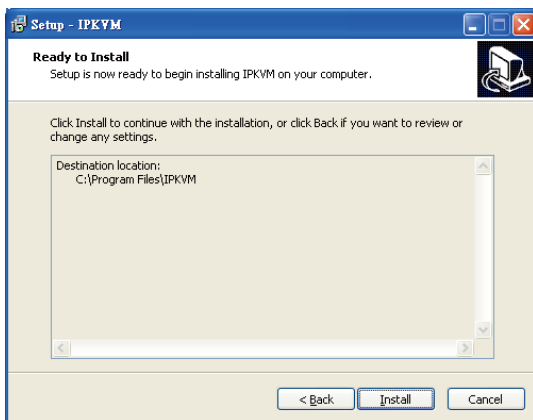 Setup - IPKVM
Ready to Install
Setup is now ready to begin installing IPKVM on your computer.
Click Install to continue with the installation, or click Back if you want to review or
change any settings.
Destination location:
C:\Program Files\IPKVM
< Back
Install
Cancel